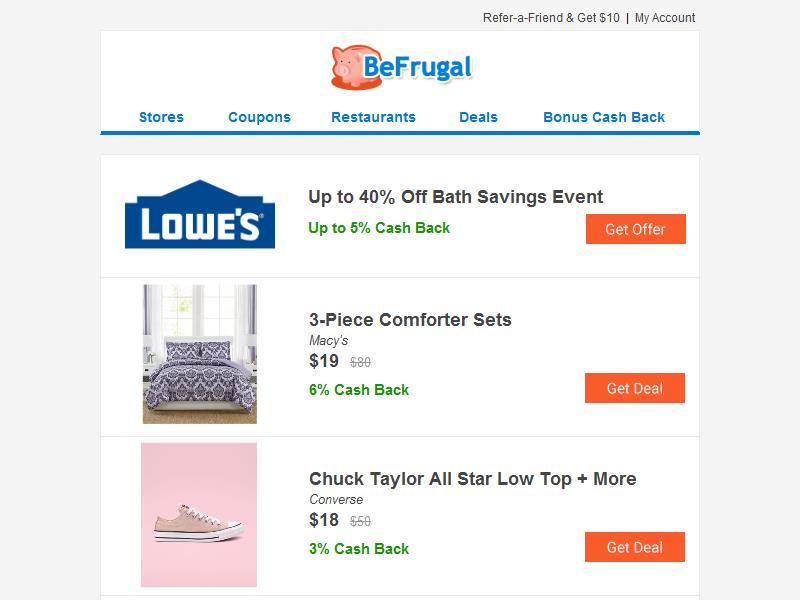 Refer-a-Friend & Get $10 | My Account
BeFrugal
Stores Coupons Restaurants Deals Bonus Cash Back
LOWE'S®
Up to 40% Off Bath Savings Event
Up to 5% Cash Back
Get Offer
3-Piece Comforter Sets
Macy's
$19 $80
6% Cash Back
Get Deal
Chuck Taylor All Star Low Top + More
Converse
$18 $50
3% Cash Back
Get Deal